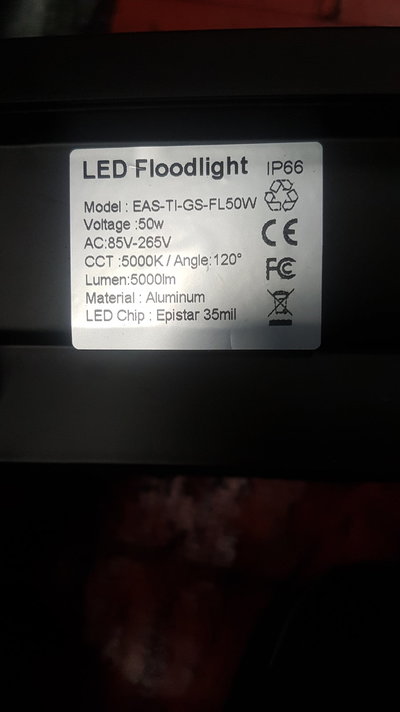 LED Floodlight IP66
Model : EAS-TI-GS-FL50W
Voltage :50w
AC:85V-265V
CCT :5000K / Angle:120°
Lumen:5000lm
Material : Aluminum
LED Chip : Epistar 35mil
CE
FC